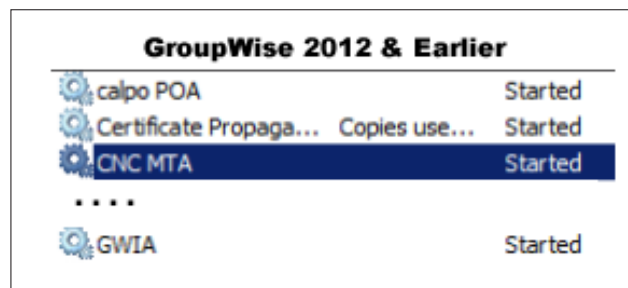 GroupWise 2012 & Earlier
calpo POA Started
Certificate Propaga... Copies use... Started
CNC MTA Started
....
GWIA Started